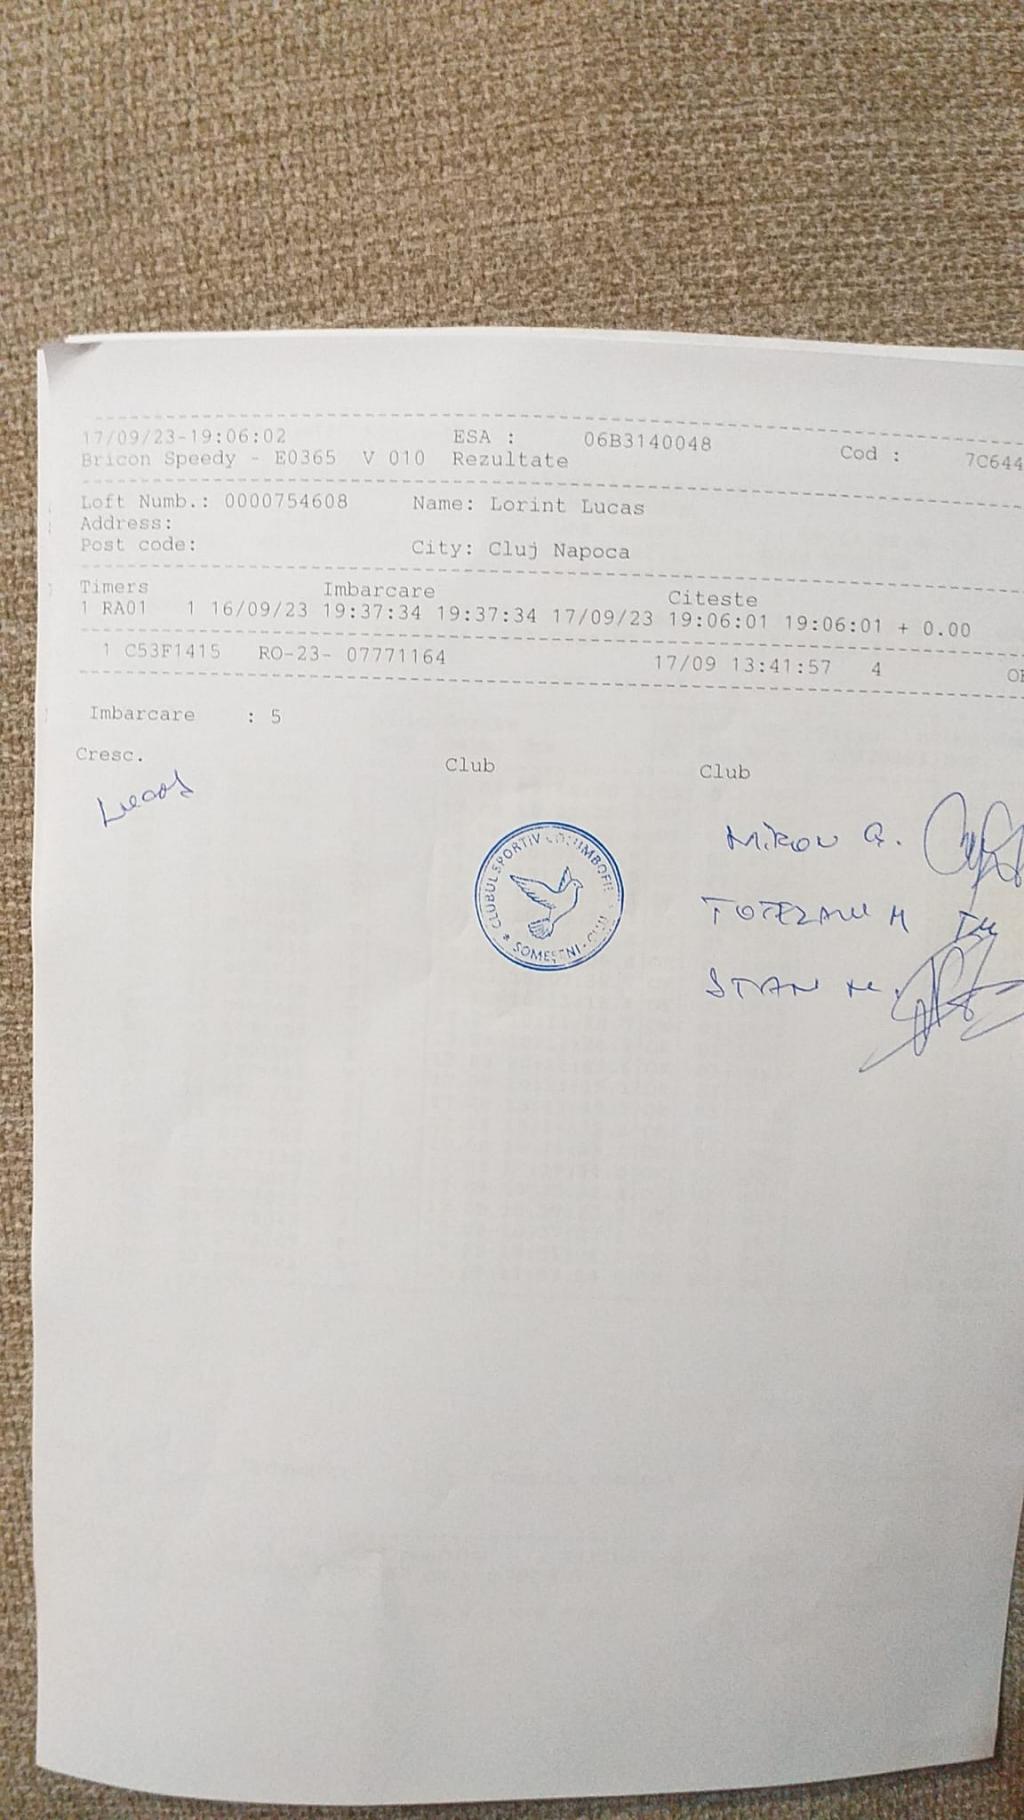 17/09/23-19:06:02 ESA : 06B3140048 Cod : 7C644
Bricon Speedy - E0365 V 010 Rezultate
Loft Numb.: 0000754608 Name: Lorint Lucas
Address:
Post code: City: Cluj Napoca
Timers Imbarcare Citeste
1 RA01 1 16/09/23 19:37:34 19:37:34 17/09/23 19:06:01 19:06:01 + 0.00
1 C53F1415 RO-23- 07771164 17/09 13:41:57 4
Imbarcare : 5
Cresc. Club Club
Lucas
CLUBUL SPORTIV COLUMBOFIL
SOMEȘENI - CLUJ
MIRON G.
STAN M.